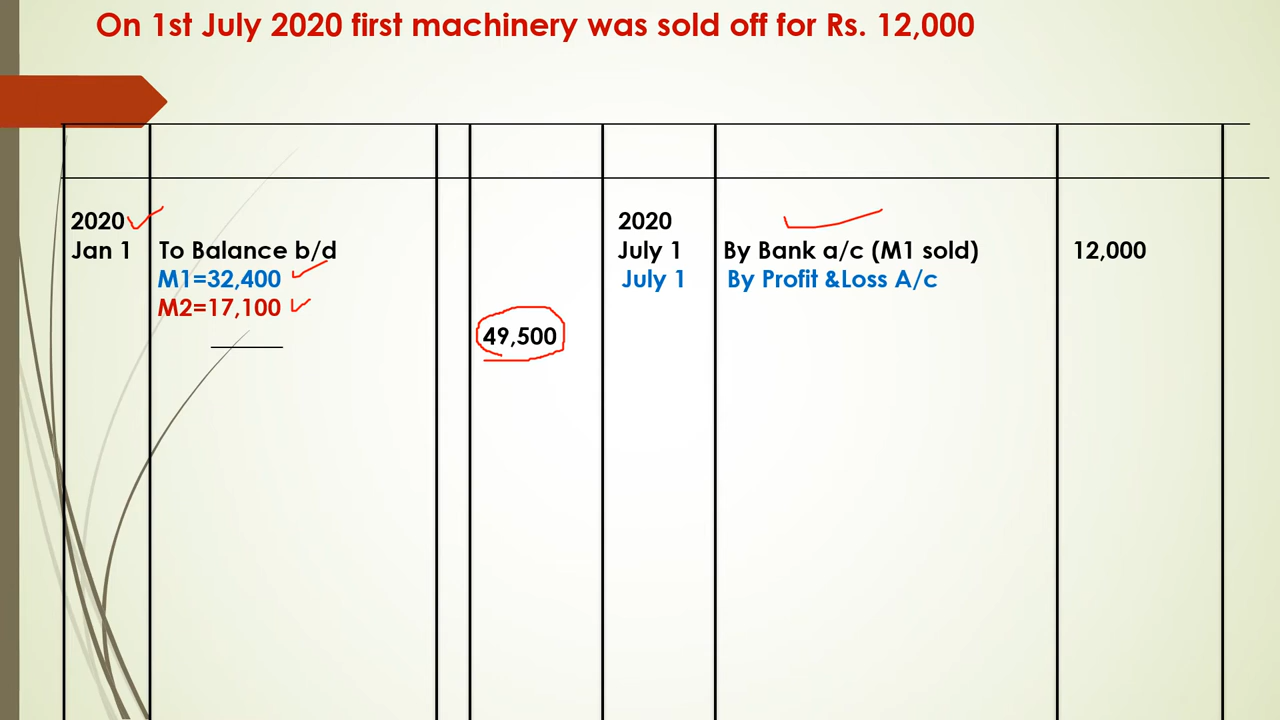 On 1st July 2020 first machinery was sold off for Rs. 12,000
2020 2020
Jan 1 To Balance b/d July 1 By Bank a/c (M1 sold) 12,000
M1=32,400 July 1 By Profit &Loss A/c
M2=17,100
49,500